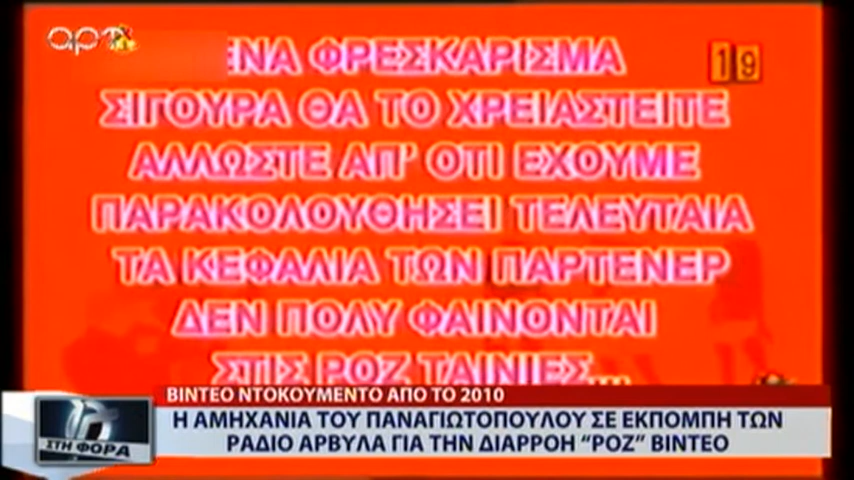 αρτ
ΕΝΑ ΦΡΕΣΚΑΡΙΣΜΑ
19
ΣΙΓΟΥΡΑ ΘΑ ΤΟ ΧΡΕΙΑΣΤΕΙΤΕ
ΑΛΛΩΣΤΕ ΑΠ' ΟΤΙ ΕΧΟΥΜΕ
ΠΑΡΑΚΟΛΟΥΘΗΣΕΙ ΤΕΛΕΥΤΑΙΑ
ΤΑ ΚΕΦΑΛΙΑ ΤΩΝ ΠΑΡΤΕΝΕΡ
ΔΕΝ ΠΟΛΥ ΦΑΙΝΟΝΤΑΙ
ΣΤΙΣ ΡΟΖ ΤΑΙΝΙΕΣ...
ΒΙΝΤΕΟ ΝΤΟΚΟΥΜΕΝΤΟ ΑΠΟ ΤΟ 2010
Η ΑΜΗΧΑΝΙΑ ΤΟΥ ΠΑΝΑΓΙΩΤΟΠΟΥΛΟΥ ΣΕ ΕΚΠΟΜΠΗ ΤΩΝ
ΡΑΔΙΟ ΑΡΒΥΛΑ ΓΙΑ ΤΗΝ ΔΙΑΡΡΟΗ "ΡΟΖ" ΒΙΝΤΕΟ
ΣΤΗ ΦΟΡΑ